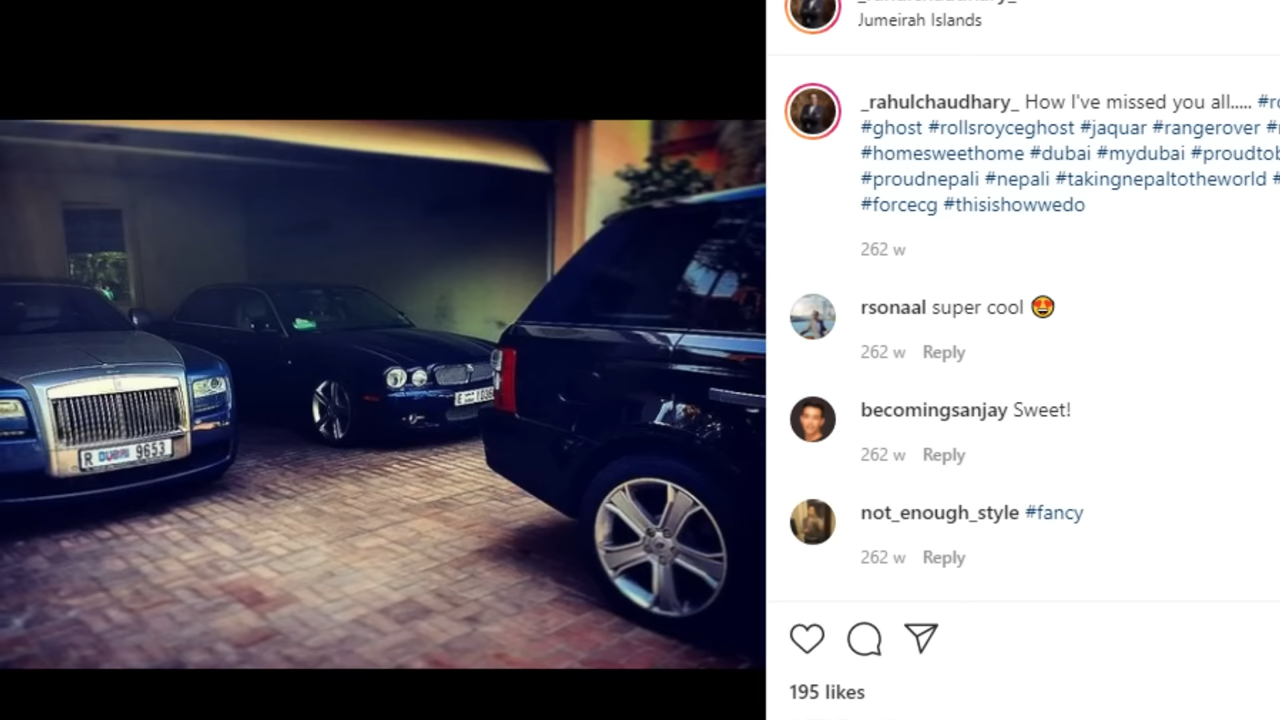 Jumeirah Islands
_rahulchaudhary_ How I've missed you all.....
#ghost #rollsroyceghost #jaquar #rangerover
#homesweethome #dubai #mydubai
#proudnepali #nepali #takingnepaltotheworld
#forcecg #thisishowwedo
262 w
rsonaal super cool 😍
262 w Reply
becomingsanjay Sweet!
262 w Reply
not_enough_style #fancy
262 w Reply
195 likes
R DUBAI 9653